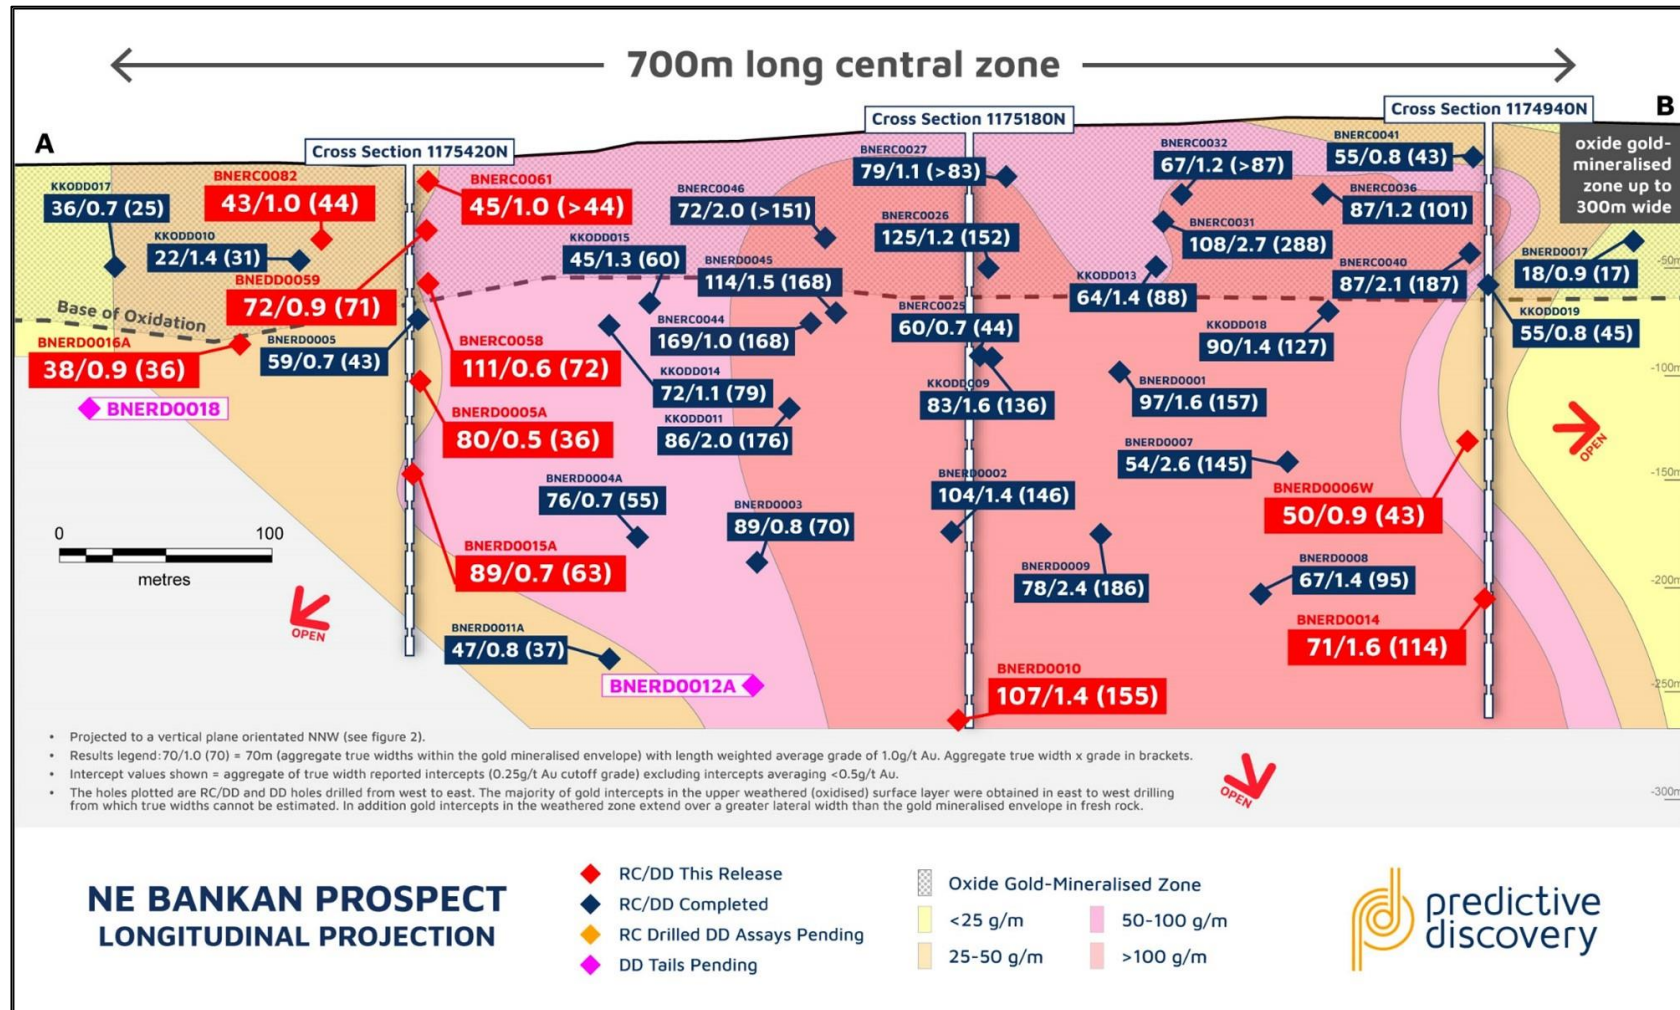 700m long central zone
A
B
Cross Section 1175420N
Cross Section 1175180N
Cross Section 1174940N
oxide gold-
mineralised
zone up to
300m wide
KKODD017
36/0.7 (25)
BNERC0082
43/1.0 (44)
KKODD010
22/1.4 (31)
BNEDD0059
72/0.9 (71)
Base of Oxidation
BNERD0016A
38/0.9 (36)
BNERD0005
59/0.7 (43)
BNERD0018
BNERC0061
45/1.0 (>44)
BNERC0058
111/0.6 (72)
BNERD0005A
80/0.5 (36)
BNERD0015A
89/0.7 (63)
BNERD0011A
47/0.8 (37)
BNERD0012A
KKODD015
45/1.3 (60)
BNERC0046
72/2.0 (>151)
BNERD0045
114/1.5 (168)
BNERC0044
169/1.0 (168)
KKODD014
72/1.1 (79)
KKODD011
86/2.0 (176)
BNERD0004A
76/0.7 (55)
BNERD0003
89/0.8 (70)
BNERC0027
79/1.1 (>83)
BNERC0026
125/1.2 (152)
BNERC0025
60/0.7 (44)
KKODD009
83/1.6 (136)
BNERD0002
104/1.4 (146)
BNERD0009
78/2.4 (186)
BNERD0010
107/1.4 (155)
BNERC0032
67/1.2 (>87)
BNERC0031
108/2.7 (288)
KKODD013
64/1.4 (88)
BNERD0001
97/1.6 (157)
BNERD0007
54/2.6 (145)
BNERC0041
55/0.8 (43)
BNERC0036
87/1.2 (101)
BNERC0040
87/2.1 (187)
KKODD018
90/1.4 (127)
BNERD0006W
50/0.9 (43)
BNERD0008
67/1.4 (95)
BNERD0014
71/1.6 (114)
BNERD0017
18/0.9 (17)
KKODD019
55/0.8 (45)
-50m
-100m
-150m
-200m
-250m
-300m
OPEN
OPEN
OPEN
0 100
metres
• Projected to a vertical plane orientated NNW (see figure 2).
• Results legend:70/1.0 (70) = 70m (aggregate true widths within the gold mineralised envelope) with length weighted average grade of 1.0g/t Au. Aggregate true width x grade in brackets.
• Intercept values shown = aggregate of true width reported intercepts (0.25g/t Au cutoff grade) excluding intercepts averaging <0.5g/t Au.
• The holes plotted are RC/DD and DD holes drilled from west to east. The majority of gold intercepts in the upper weathered (oxidised) surface layer were obtained in east to west drilling
from which true widths cannot be estimated. In addition gold intercepts in the weathered zone extend over a greater lateral width than the gold mineralised envelope in fresh rock.
NE BANKAN PROSPECT
LONGITUDINAL PROJECTION
RC/DD This Release
RC/DD Completed
RC Drilled DD Assays Pending
DD Tails Pending
Oxide Gold-Mineralised Zone
<25 g/m
50-100 g/m
25-50 g/m
>100 g/m
predictive
discovery